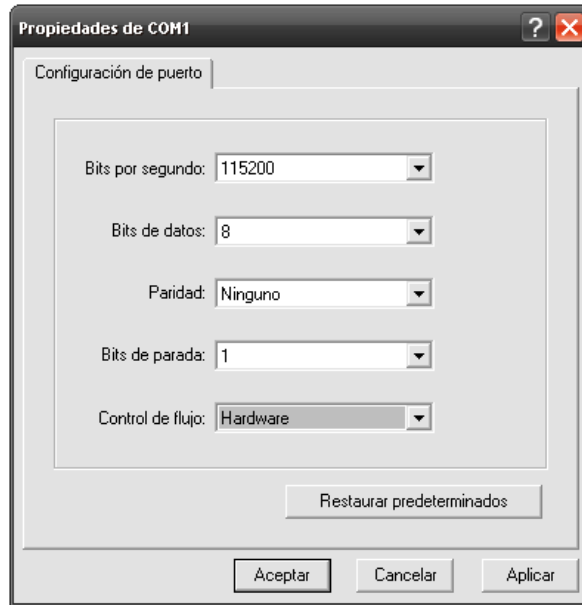 Propiedades de COM1
Configuración de puerto
Bits por segundo: 115200
Bits de datos: 8
Paridad: Ninguno
Bits de parada: 1
Control de flujo: Hardware
Restaurar predeterminados
Aceptar Cancelar Aplicar